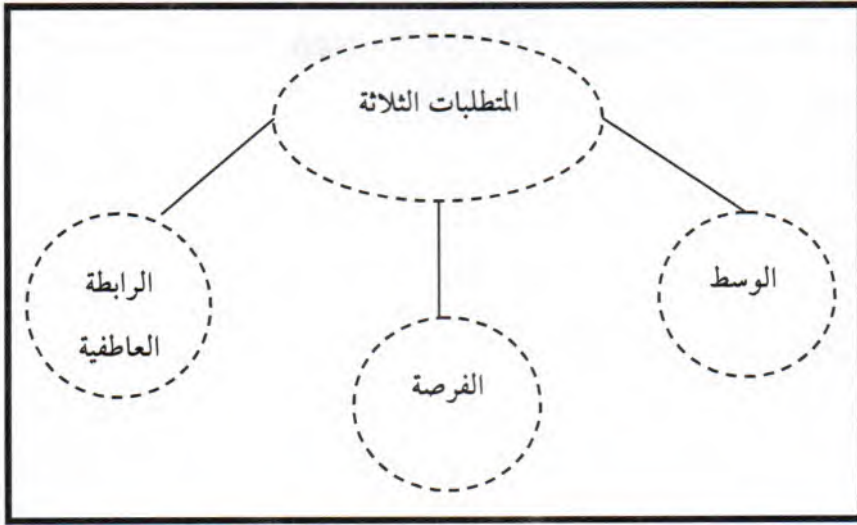 المتطلبات الثلاثة
الوسط
الفرصة
الرابطة
العاطفية